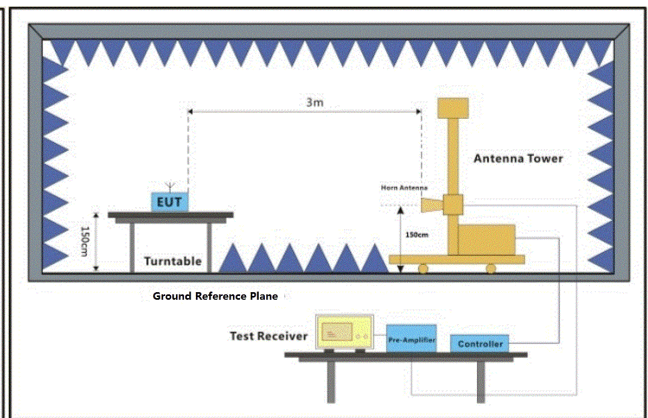 3m
Antenna Tower
Horn Antenna
EUT
150cm
150cm
Turntable
Ground Reference Plane
Test Receiver
Pre-Amplifier
Controller